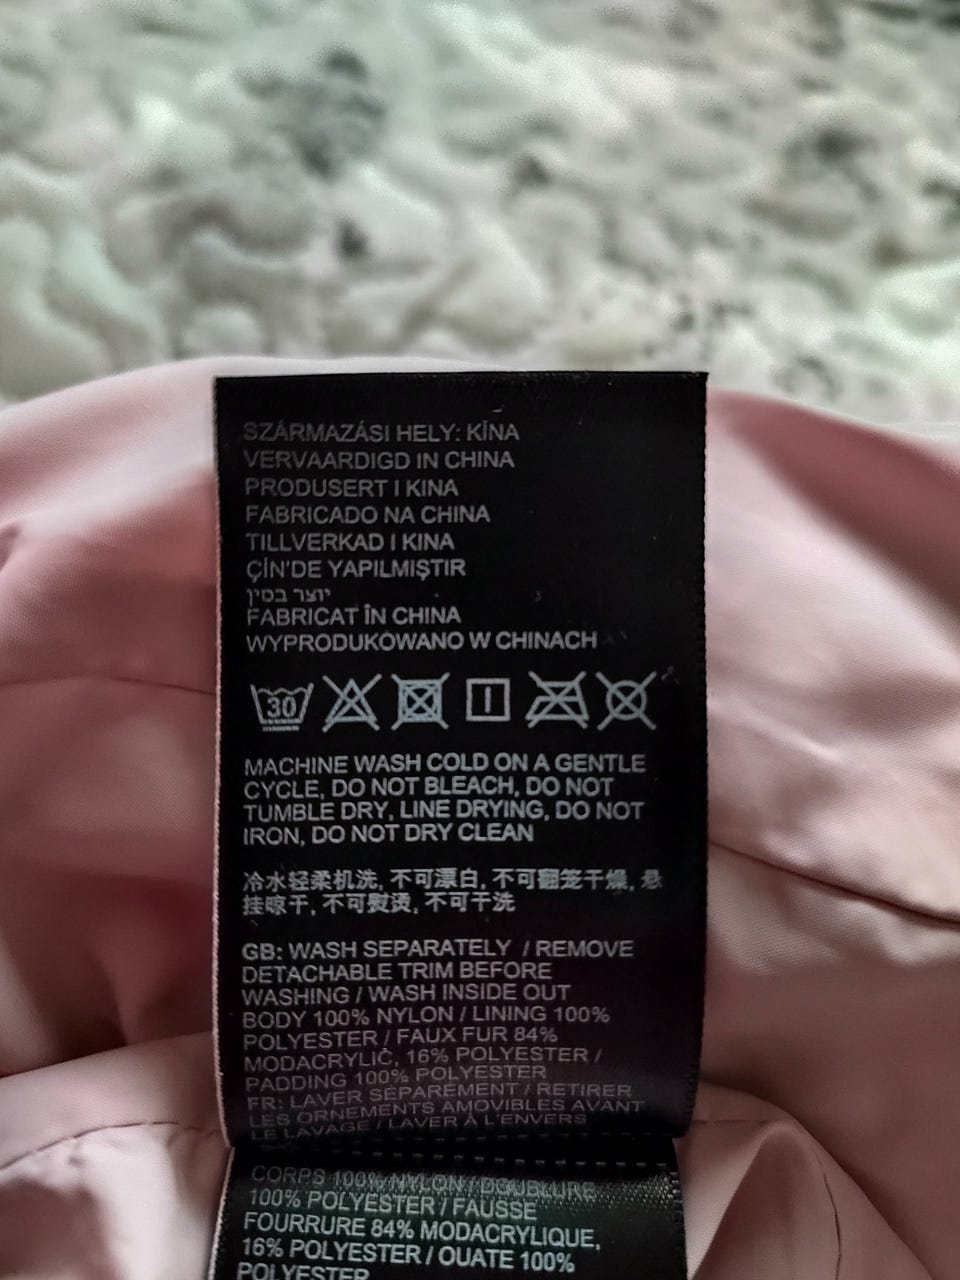 SZÁRMAZÁSI HELY: KÍNA
VERVAARDIGD IN CHINA
PRODUSERT I KINA
FABRICADO NA CHINA
TILLVERKAD I KINA
ÇİN'DE YAPILMIŞTIR
יוצר בסין
FABRICAT ÎN CHINA
WYPRODUKOWANO W CHINACH
30
MACHINE WASH COLD ON A GENTLE
CYCLE, DO NOT BLEACH, DO NOT
TUMBLE DRY, LINE DRYING, DO NOT
IRON, DO NOT DRY CLEAN
冷水轻柔机洗, 不可漂白, 不可翻笼干燥, 悬
挂晾干, 不可熨烫, 不可干洗
GB: WASH SEPARATELY / REMOVE
DETACHABLE TRIM BEFORE
WASHING / WASH INSIDE OUT
BODY 100% NYLON / LINING 100%
POLYESTER / FAUX FUR 84%
MODACRYLIC, 16% POLYESTER /
PADDING 100% POLYESTER
FR: LAVER SÉPARÉMENT / RETIRER
LES ORNEMENTS AMOVIBLES AVANT
LE LAVAGE / LAVER À L'ENVERS
CORPS 100% NYLON / DOUBLURE
100% POLYESTER / FAUSSE
FOURRURE 84% MODACRYLIQUE,
16% POLYESTER / OUATE 100%
POLYESTER